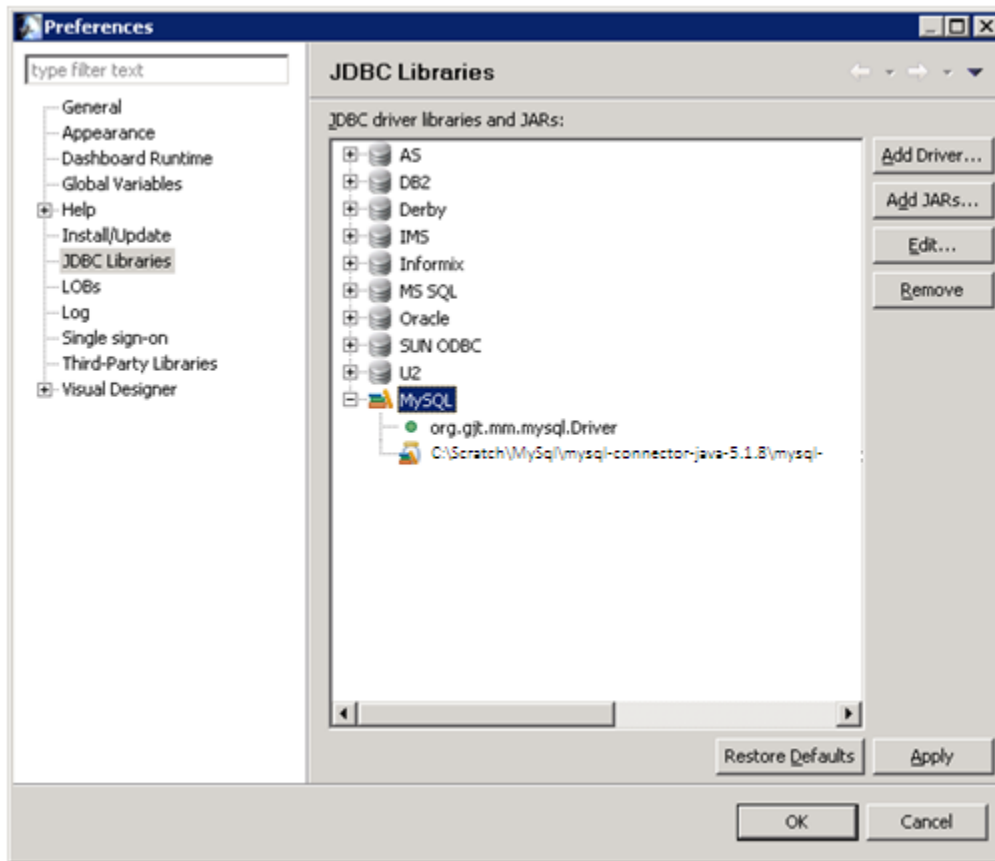 Preferences
type filter text
General
Appearance
Dashboard Runtime
Global Variables
Help
Install/Update
JDBC Libraries
LOBs
Log
Single sign-on
Third-Party Libraries
Visual Designer
JDBC Libraries
JDBC driver libraries and JARs:
AS
DB2
Derby
IMS
Informix
MS SQL
Oracle
SUN ODBC
U2
MySQL
org.gjt.mm.mysql.Driver
C:\Scratch\MySql\mysql-connector-java-5.1.8\mysql-
Add Driver...
Add JARs...
Edit...
Remove
Restore Defaults
Apply
OK
Cancel